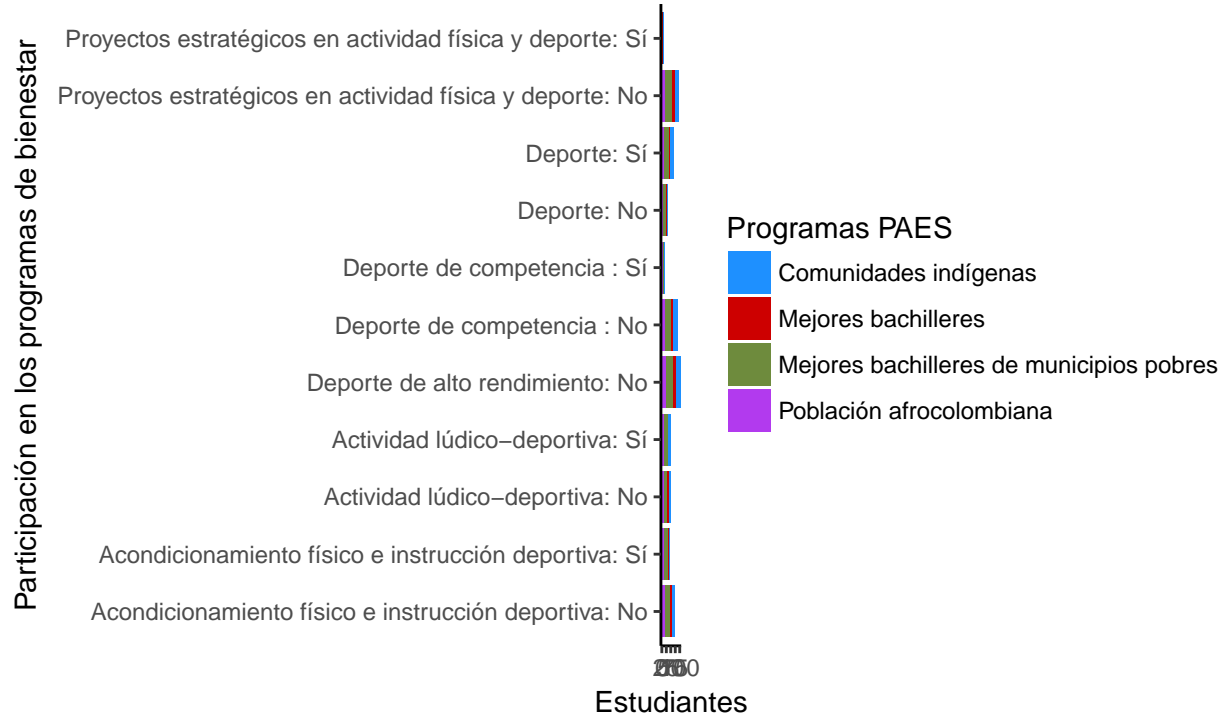 Participación en los programas de bienestar
Proyectos estratégicos en actividad física y deporte: Sí
Proyectos estratégicos en actividad física y deporte: No
Deporte: Sí
Deporte: No
Deporte de competencia : Sí
Deporte de competencia : No
Deporte de alto rendimiento: No
Actividad lúdico−deportiva: Sí
Actividad lúdico−deportiva: No
Acondicionamiento físico e instrucción deportiva: Sí
Acondicionamiento físico e instrucción deportiva: No
Estudiantes
Programas PAES
Comunidades indígenas
Mejores bachilleres
Mejores bachilleres de municipios pobres
Población afrocolombiana